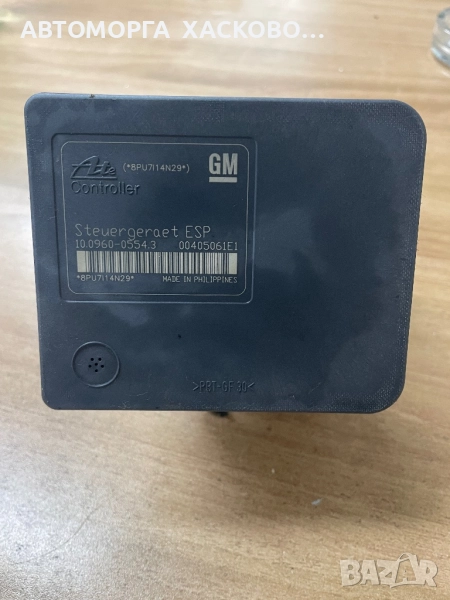 АВТОМОРГА ХАСКОВО...
Ate
(*8PU7I14N29*)
GM
Controller
Steuergeraet ESP
10.0960-0554.3
00405061E1
*8PU7I14N29*
MADE IN PHILIPPINES
>PBT-GF30<
BAZAR